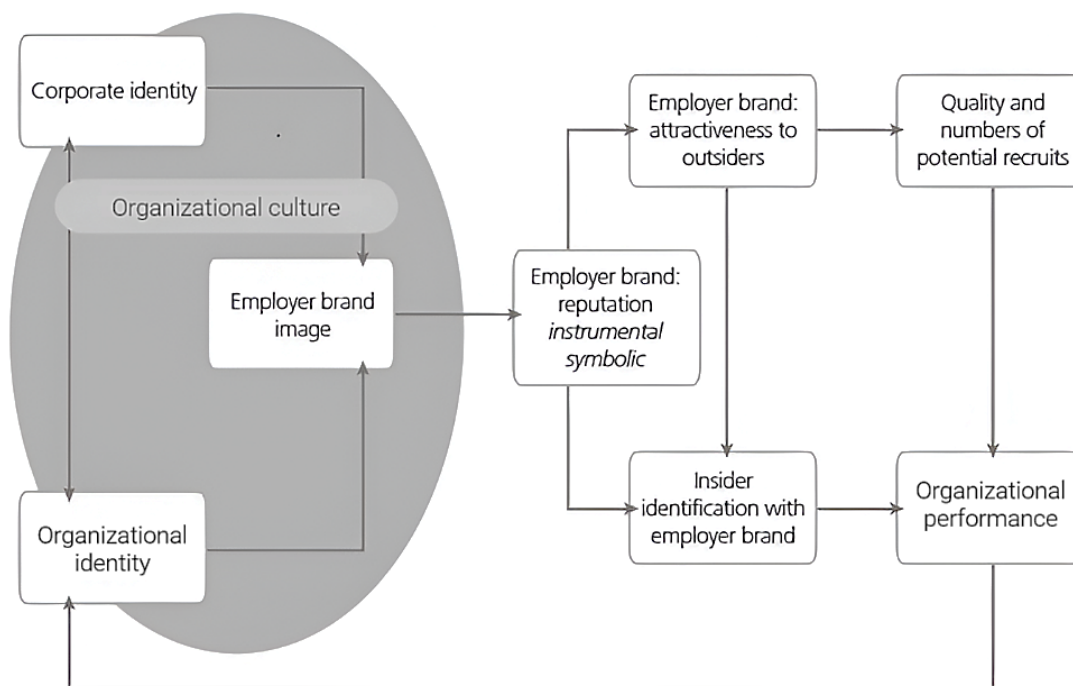 Corporate identity
Organizational culture
Employer brand
image
Organizational
identity
Employer brand:
reputation
instrumental
symbolic
Employer brand:
attractiveness to
outsiders
Quality and
numbers of
potential recruits
Insider
identification with
employer brand
Organizational
performance